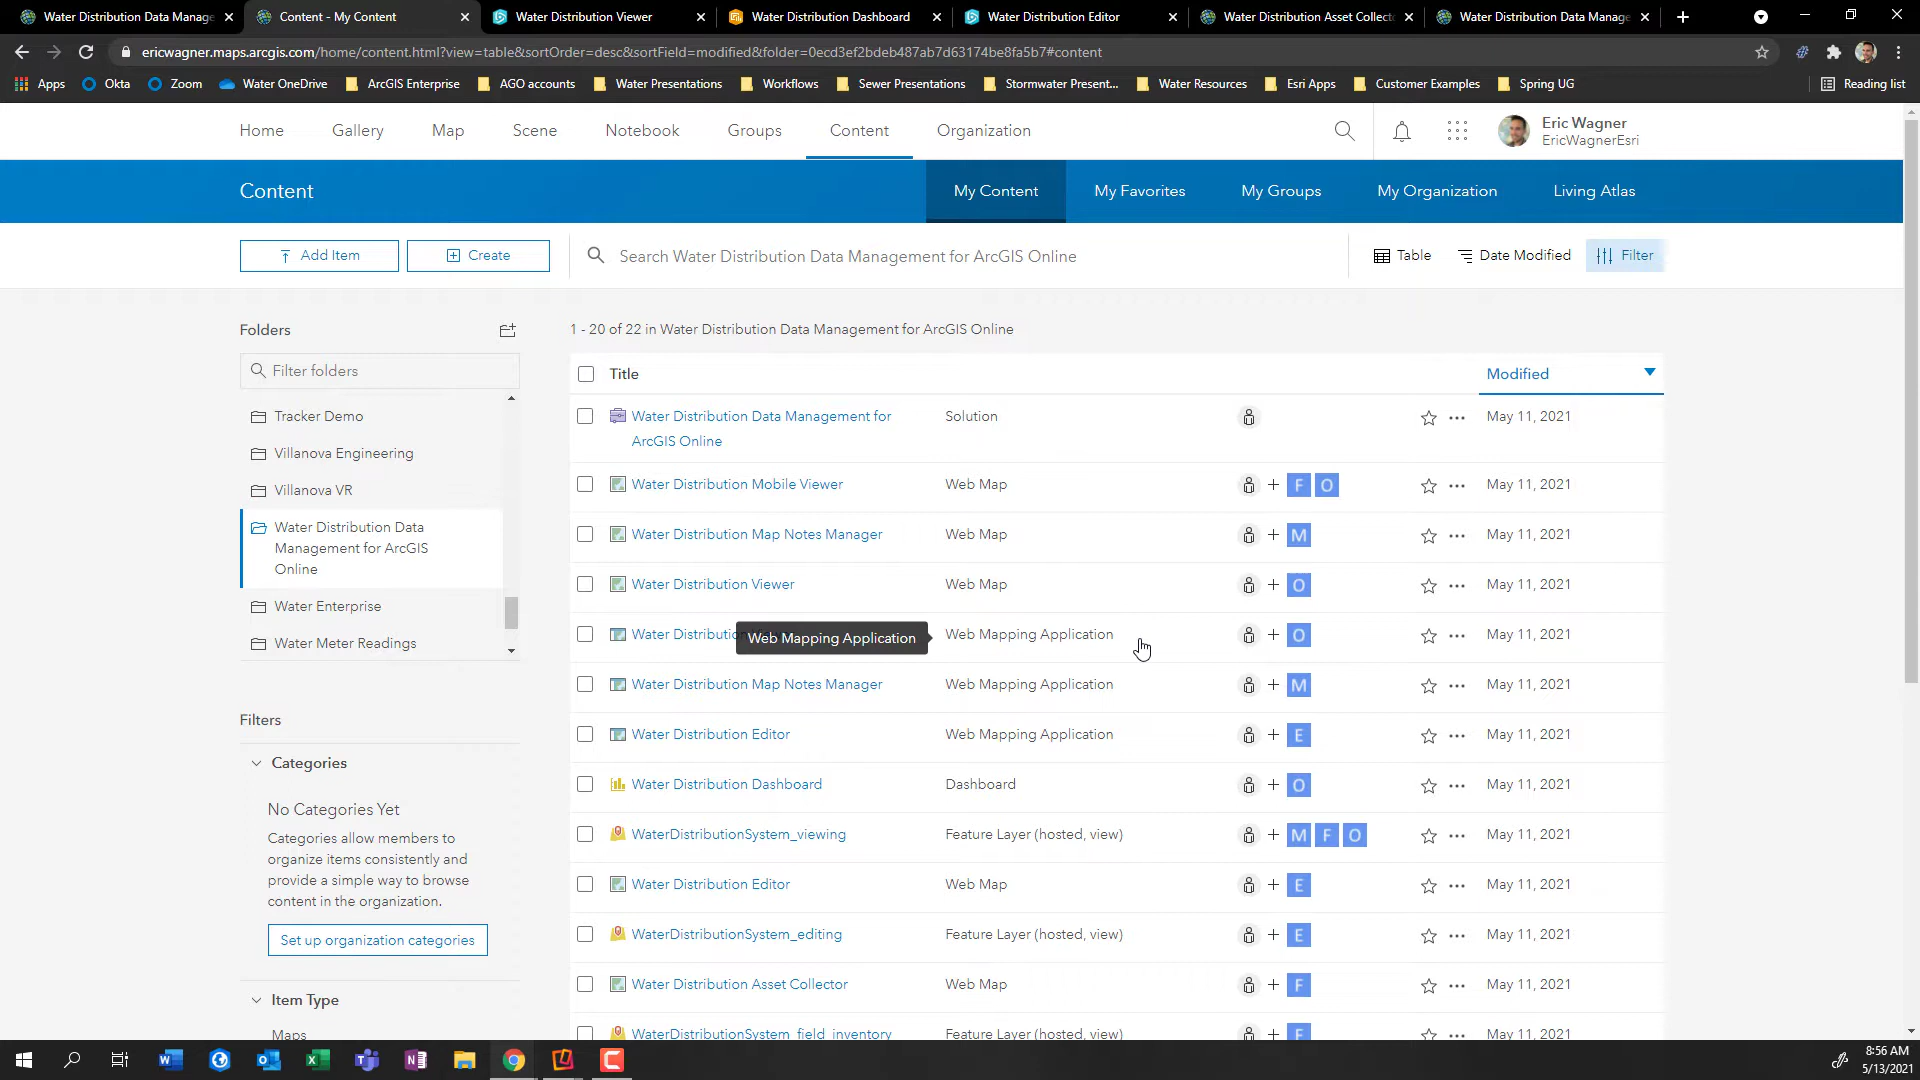 Water Distribution Data Manage
Content - My Content
Water Distribution Viewer
Water Distribution Dashboard
Water Distribution Editor
Water Distribution Asset Collecto
Water Distribution Data Manage
ericwagner.maps.arcgis.com/home/content.html?view=table&sortOrder=desc&sortField=modified&folder=0ecd3ef2bdeb487ab7d63174be8fa5b7#content
Apps
Okta
Zoom
Water OneDrive
ArcGIS Enterprise
AGO accounts
Water Presentations
Workflows
Sewer Presentations
Stormwater Present...
Water Resources
Esri Apps
Customer Examples
Spring UG
Reading list
Home
Gallery
Map
Scene
Notebook
Groups
Content
Organization
Eric Wagner
EricWagnerEsri
Content
My Content
My Favorites
My Groups
My Organization
Living Atlas
Add Item
Create
Search Water Distribution Data Management for ArcGIS Online
Table
Date Modified
Filter
Folders
Filter folders
Tracker Demo
Villanova Engineering
Villanova VR
Water Distribution Data
Management for ArcGIS
Online
Water Enterprise
Water Meter Readings
Filters
Categories
No Categories Yet
Categories allow members to
organize items consistently and
provide a simple way to browse
content in the organization.
Set up organization categories
Item Type
Maps
1 - 20 of 22 in Water Distribution Data Management for ArcGIS Online
Title Modified
Water Distribution Data Management for Solution May 11, 2021
ArcGIS Online
Water Distribution Mobile Viewer Web Map + F O May 11, 2021
Water Distribution Map Notes Manager Web Map + M May 11, 2021
Water Distribution Viewer Web Map + O May 11, 2021
Water Distributio Web Mapping Application Web Mapping Application + O May 11, 2021
Water Distribution Map Notes Manager Web Mapping Application + M May 11, 2021
Water Distribution Editor Web Mapping Application + E May 11, 2021
Water Distribution Dashboard Dashboard + O May 11, 2021
WaterDistributionSystem_viewing Feature Layer (hosted, view) + M F O May 11, 2021
Water Distribution Editor Web Map + E May 11, 2021
WaterDistributionSystem_editing Feature Layer (hosted, view) + E May 11, 2021
Water Distribution Asset Collector Web Map + F May 11, 2021
WaterDistributionSystem_field_inventory Feature Layer (hosted, view) + F May 11, 2021
8:56 AM
5/13/2021